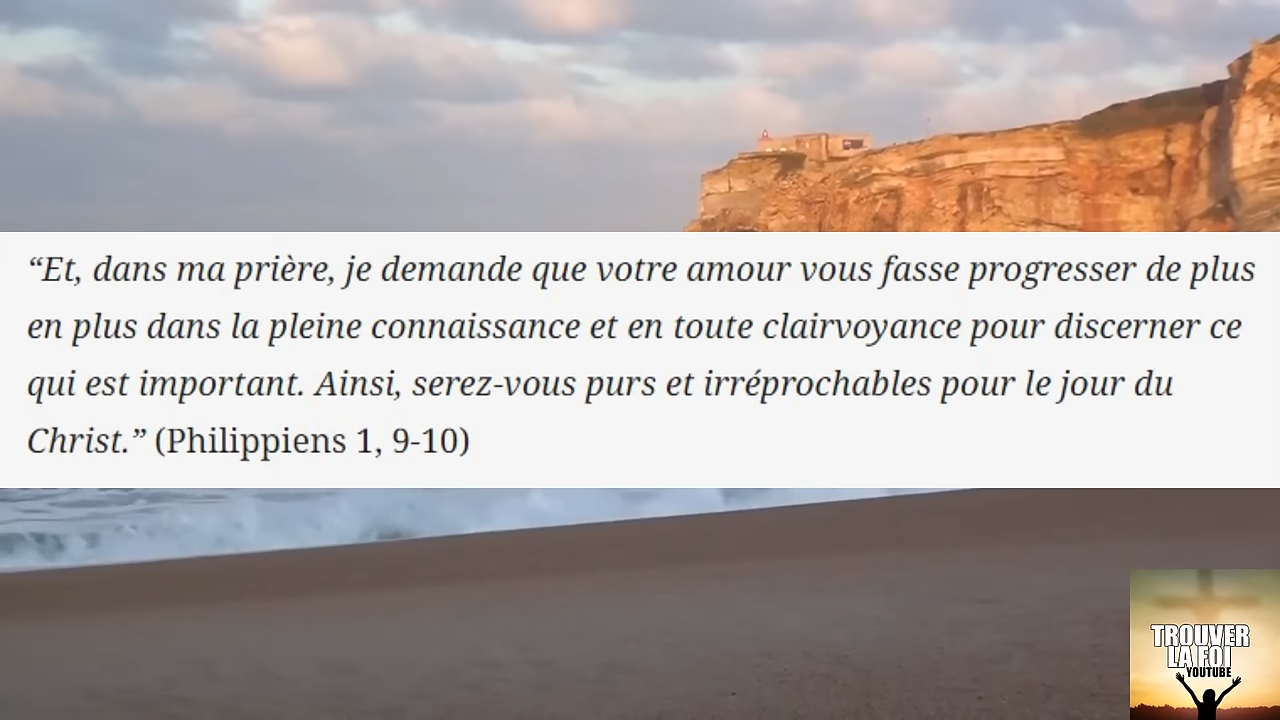 “Et, dans ma prière, je demande que votre amour vous fasse progresser de plus
en plus dans la pleine connaissance et en toute clairvoyance pour discerner ce
qui est important. Ainsi, serez-vous purs et irréprochables pour le jour du
Christ.” (Philippiens 1, 9-10)
TROUVER
LA FOI
YOUTUBE